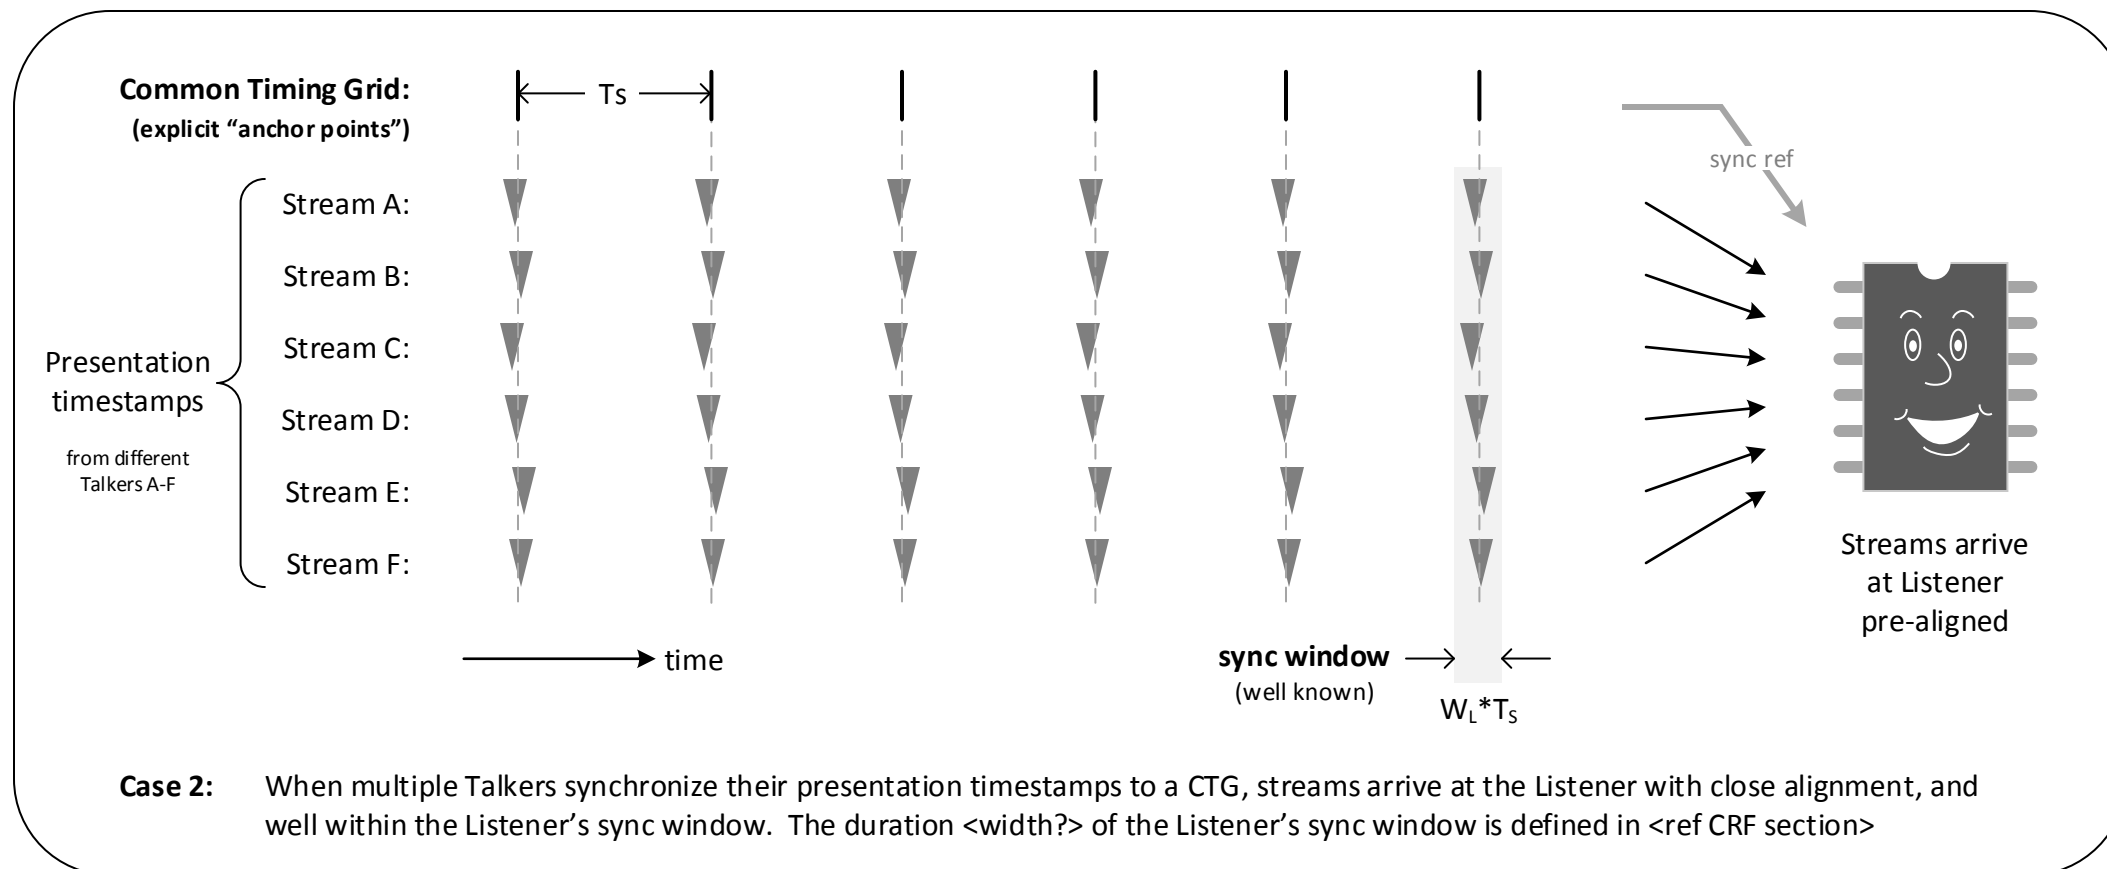 Common Timing Grid:
(explicit “anchor points”)
Ts
sync ref
Stream A:
Stream B:
Stream C:
Stream D:
Stream E:
Stream F:
Presentation
timestamps
from different
Talkers A-F
Streams arrive
at Listener
pre-aligned
time
sync window
(well known)
W_L*T_S
Case 2: When multiple Talkers synchronize their presentation timestamps to a CTG, streams arrive at the Listener with close alignment, and
well within the Listener’s sync window. The duration <width?> of the Listener’s sync window is defined in <ref CRF section>